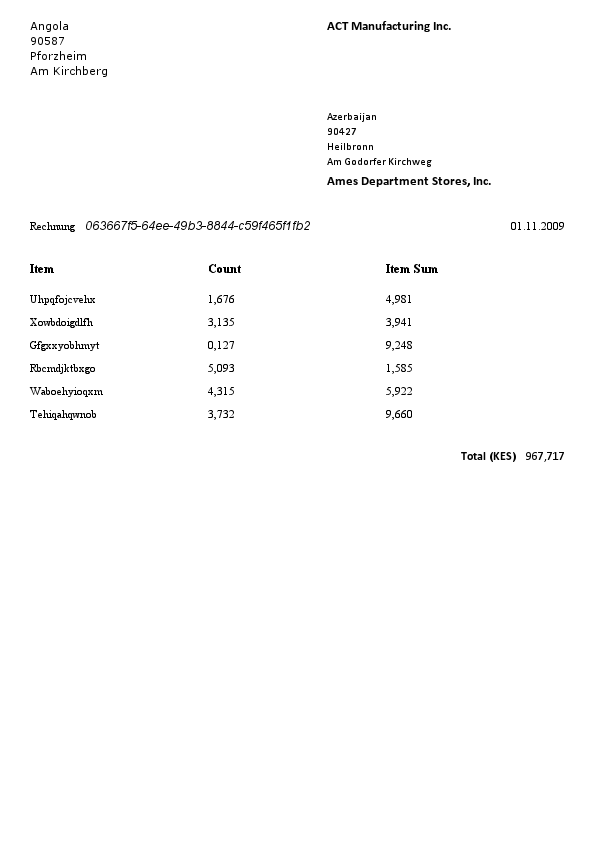 Angola
90587
Pforzheim
Am Kirchberg
ACT Manufacturing Inc.
Azerbaijan
90427
Heilbronn
Am Godorfer Kirchweg
Ames Department Stores, Inc.
Rechnung 063667f5-64ee-49b3-8844-c59f465f1fb2 01.11.2009
Item Count Item Sum
Uhpqfojcvehx 1,676 4,981
Xowbdoigdlfh 3,135 3,941
Gfgxxyobhmyt 0,127 9,248
Rbcmdjktbxgo 5,093 1,585
Waboehyioqxm 4,315 5,922
Tehiqahqwnob 3,732 9,660
Total (KES) 967,717